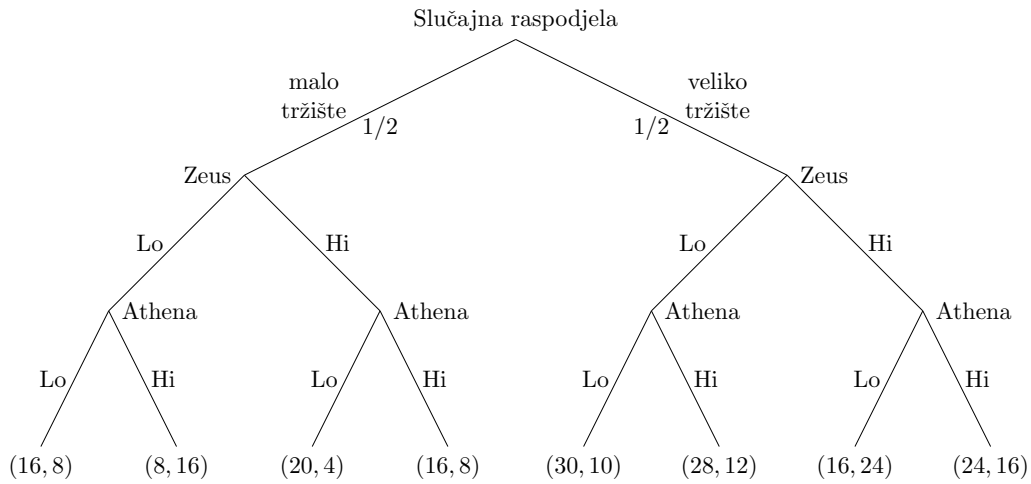 Slučajna raspodjela
malo
tržište
veliko
tržište
1/2
1/2
Zeus
Zeus
Lo
Hi
Lo
Hi
Athena
Athena
Athena
Athena
Lo
Hi
Lo
Hi
Lo
Hi
Lo
Hi
(16, 8)
(8, 16)
(20, 4)
(16, 8)
(30, 10)
(28, 12)
(16, 24)
(24, 16)